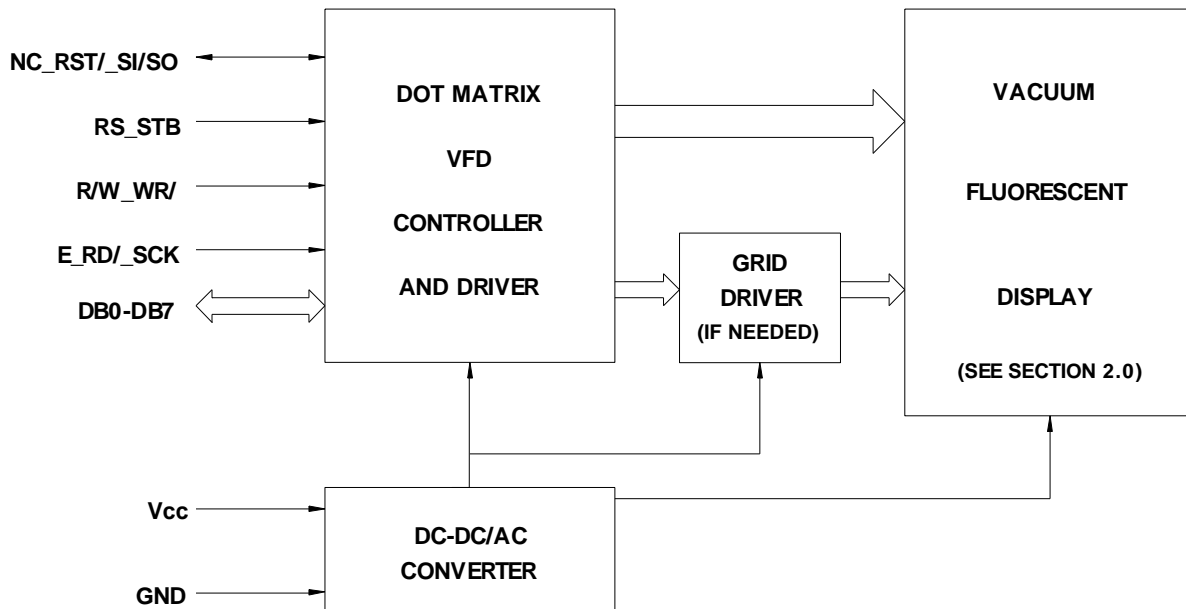 NC_RST/_SI/SO
RS_STB
R/W_WR/
E_RD/_SCK
DB0-DB7
DOT MATRIX
VFD
CONTROLLER
AND DRIVER
GRID
DRIVER
(IF NEEDED)
VACUUM
FLUORESCENT
DISPLAY
(SEE SECTION 2.0)
Vcc
GND
DC-DC/AC
CONVERTER